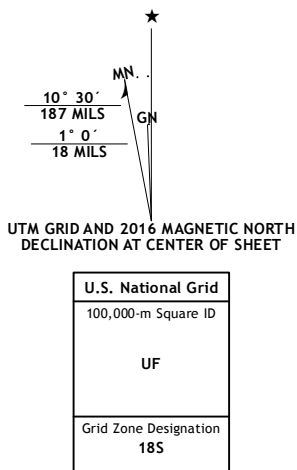 ★
MN
10° 30´
187 MILS
GN
1° 0´
18 MILS
UTM GRID AND 2016 MAGNETIC NORTH
DECLINATION AT CENTER OF SHEET
U.S. National Grid
100,000-m Square ID
UF
Grid Zone Designation
18S